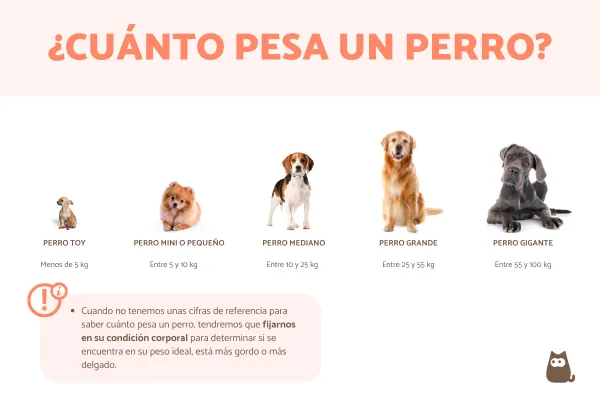 ¿CUÁNTO PESA UN PERRO?
PERRO TOY
Menos de 5 kg
PERRO MINI O PEQUEÑO
Entre 5 y 10 kg
PERRO MEDIANO
Entre 10 y 25 kg
PERRO GRANDE
Entre 25 y 55 kg
PERRO GIGANTE
Entre 55 y 100 kg
! i
• Cuando no tenemos unas cifras de referencia para
saber cuánto pesa un perro, tendremos que fijarnos
en su condición corporal para determinar si se
encuentra en su peso ideal, está más gordo o más
delgado.